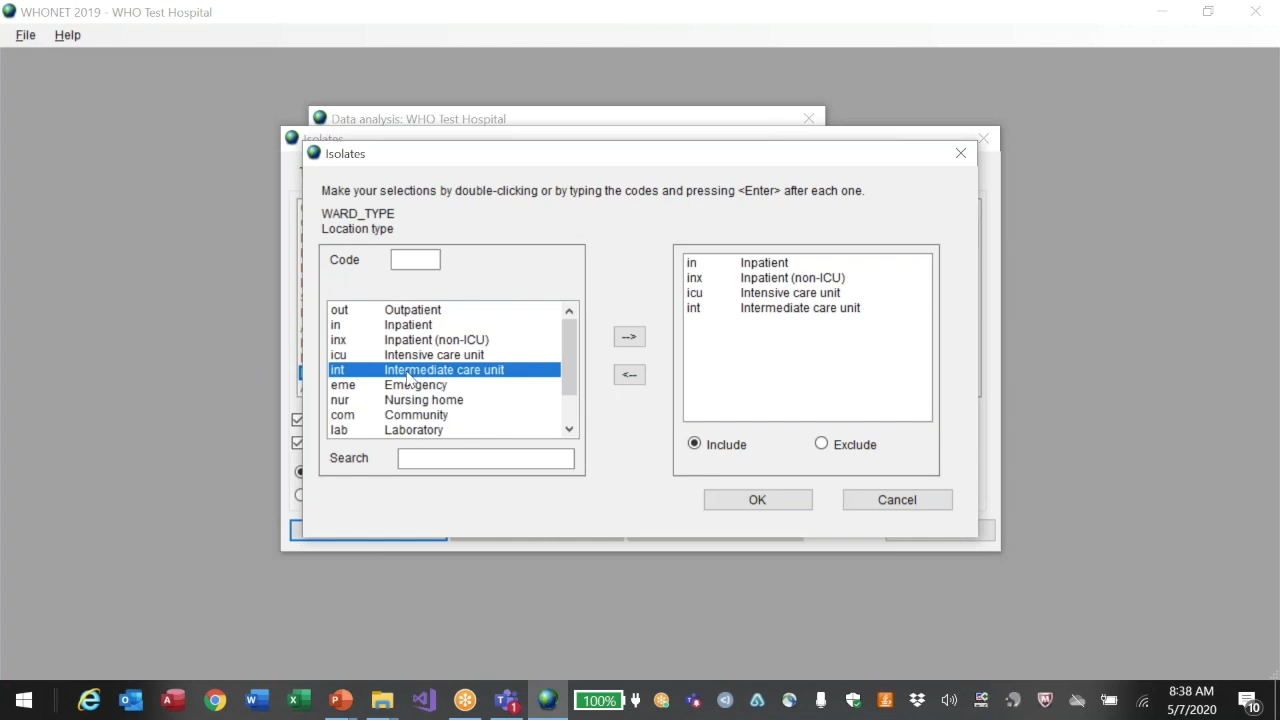 WHONET 2019 - WHO Test Hospital
File Help
Data analysis: WHO Test Hospital
Isolates
Isolates
Make your selections by double-clicking or by typing the codes and pressing <Enter> after each one.
WARD_TYPE
Location type
Code
out Outpatient
in Inpatient
inx Inpatient (non-ICU)
icu Intensive care unit
int Intermediate care unit
eme Emergency
nur Nursing home
com Community
lab Laboratory
Search
-->
<--
in Inpatient
inx Inpatient (non-ICU)
icu Intensive care unit
int Intermediate care unit
Include Exclude
OK Cancel
100%
8:38 AM
5/7/2020
10
1